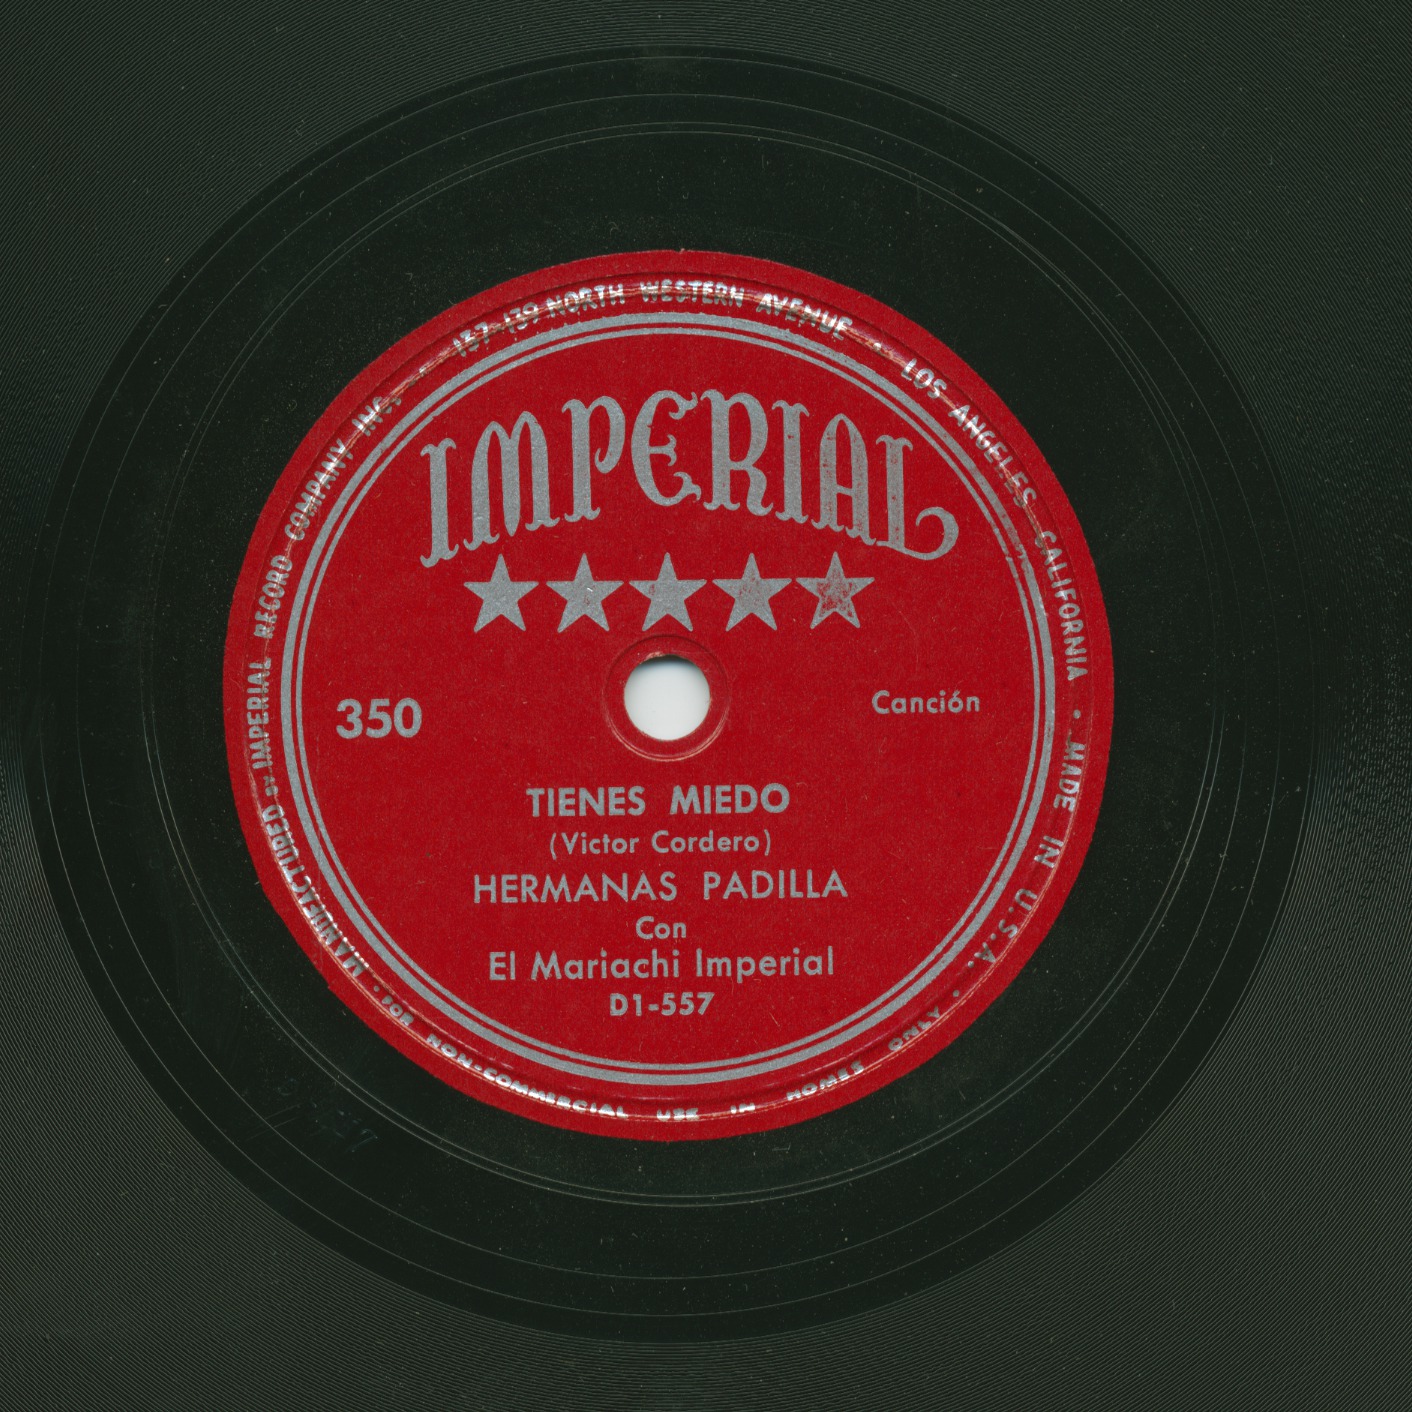 MANUFACTURED BY IMPERIAL RECORD COMPANY INC. • 137-139 NORTH WESTERN AVENUE • LOS ANGELES CALIFORNIA • MADE IN U.S.A. •
IMPERIAL
350
Canción
TIENES MIEDO
(Victor Cordero)
HERMANAS PADILLA
Con
El Mariachi Imperial
D1-557
FOR NON-COMMERCIAL USE IN HOMES ONLY